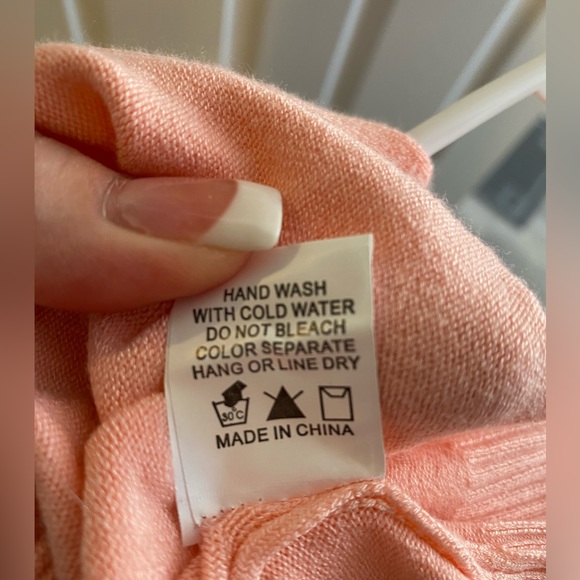 HAND WASH
WITH COLD WATER
DO NOT BLEACH
COLOR SEPARATE
HANG OR LINE DRY
30°C
MADE IN CHINA